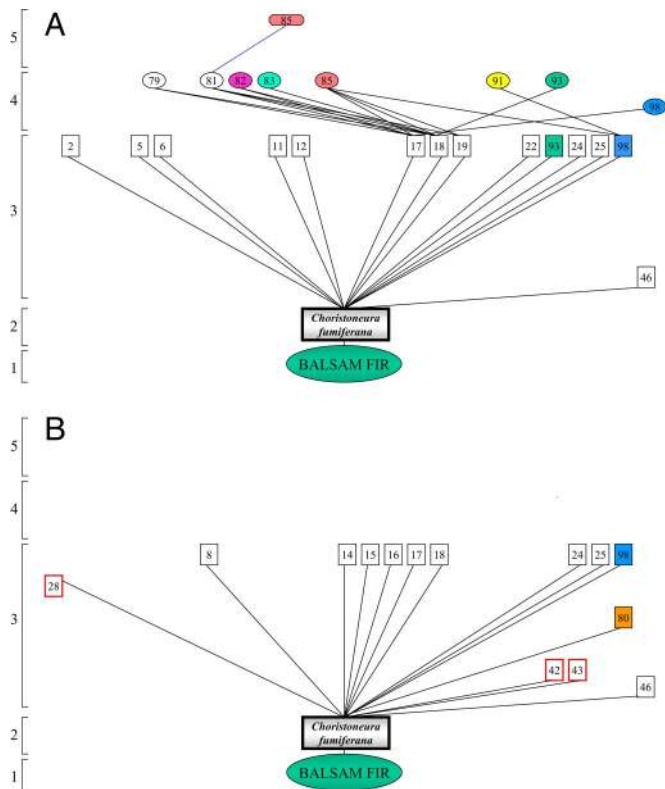 A
5
85
79 81 82 83 85 91 93
4
98
2 5 6 11 12 17 18 19 22 93 24 25 98
3
46
2
Choristoneura
fumiferana
1
BALSAM FIR
B
5
4
8 14 15 16 17 18 24 25 98
28
3
80
42 43
46
2
Choristoneura
fumiferana
1
BALSAM FIR